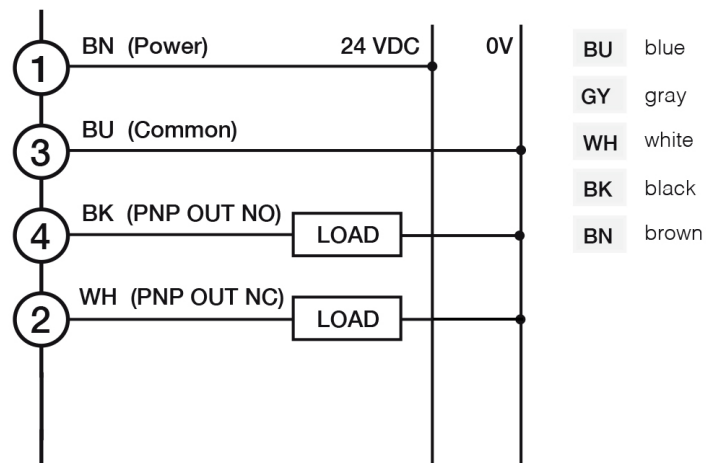 1 BN (Power) 24 VDC 0V
3 BU (Common)
4 BK (PNP OUT NO) LOAD
2 WH (PNP OUT NC) LOAD
BU blue
GY gray
WH white
BK black
BN brown